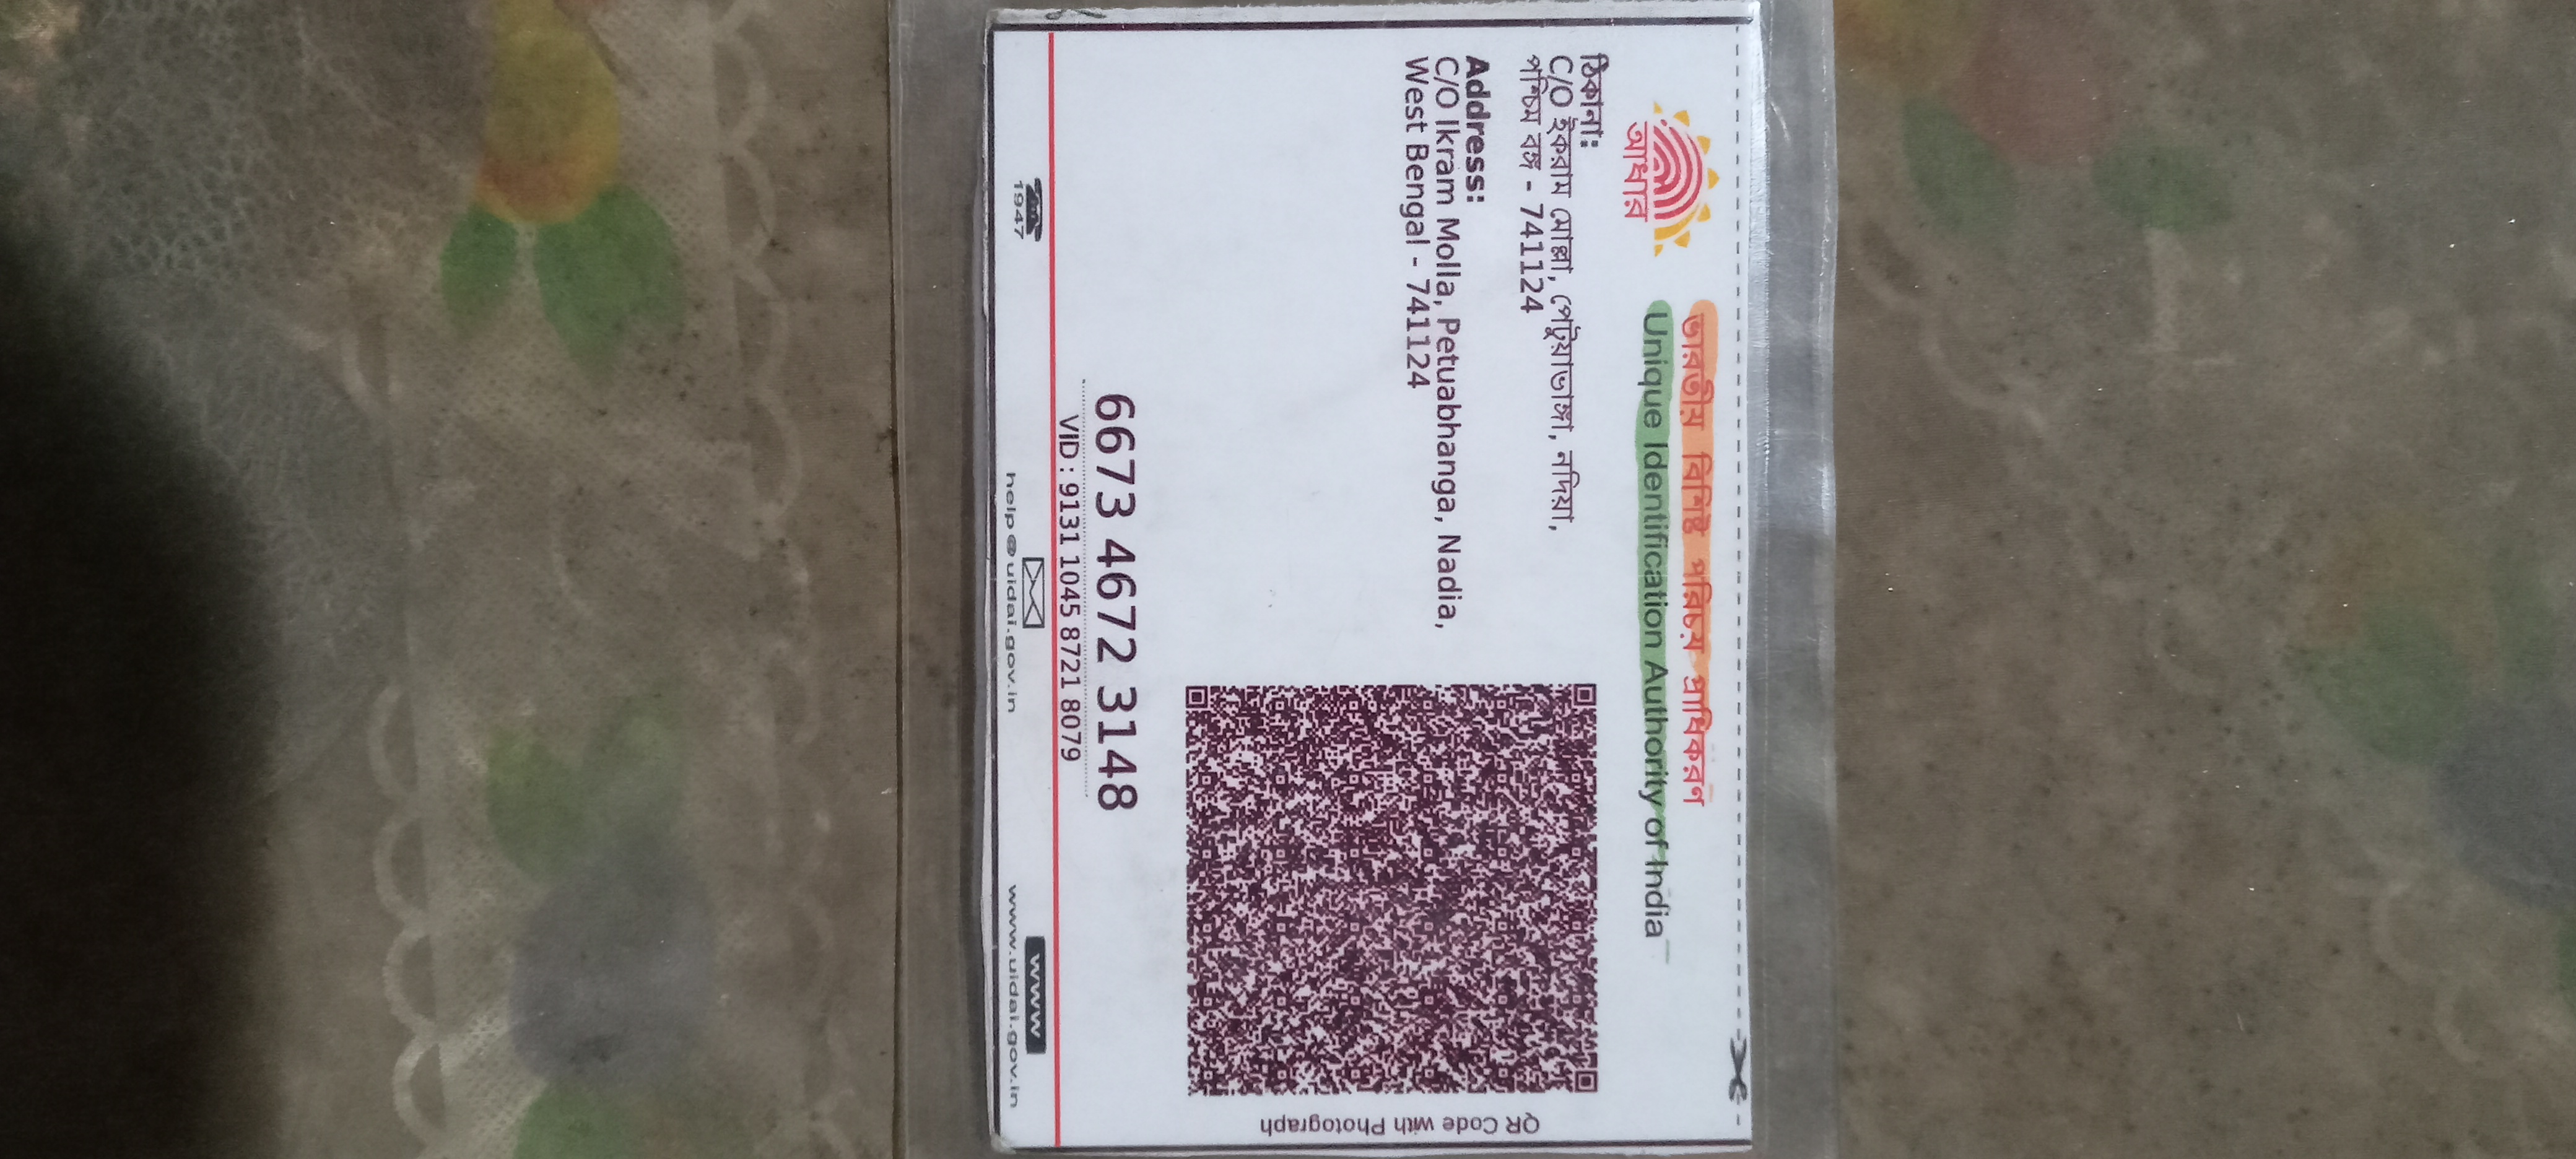 ভারতীয় বিশিষ্ট পরিচয় প্রাধিকরণ
Unique Identification Authority of India
আধার
ঠিকানা:
C/O ইকরাম মোল্লা, পেটুয়াভাঙ্গা, নদিয়া,
পশ্চিম বঙ্গ - 741124
Address:
C/O Ikram Molla, Petuabhanga, Nadia,
West Bengal - 741124
QR Code with Photograph
6673 4672 3148
VID : 9131 1045 8721 8079
1947
help@uidai.gov.in
www
www.uidai.gov.in